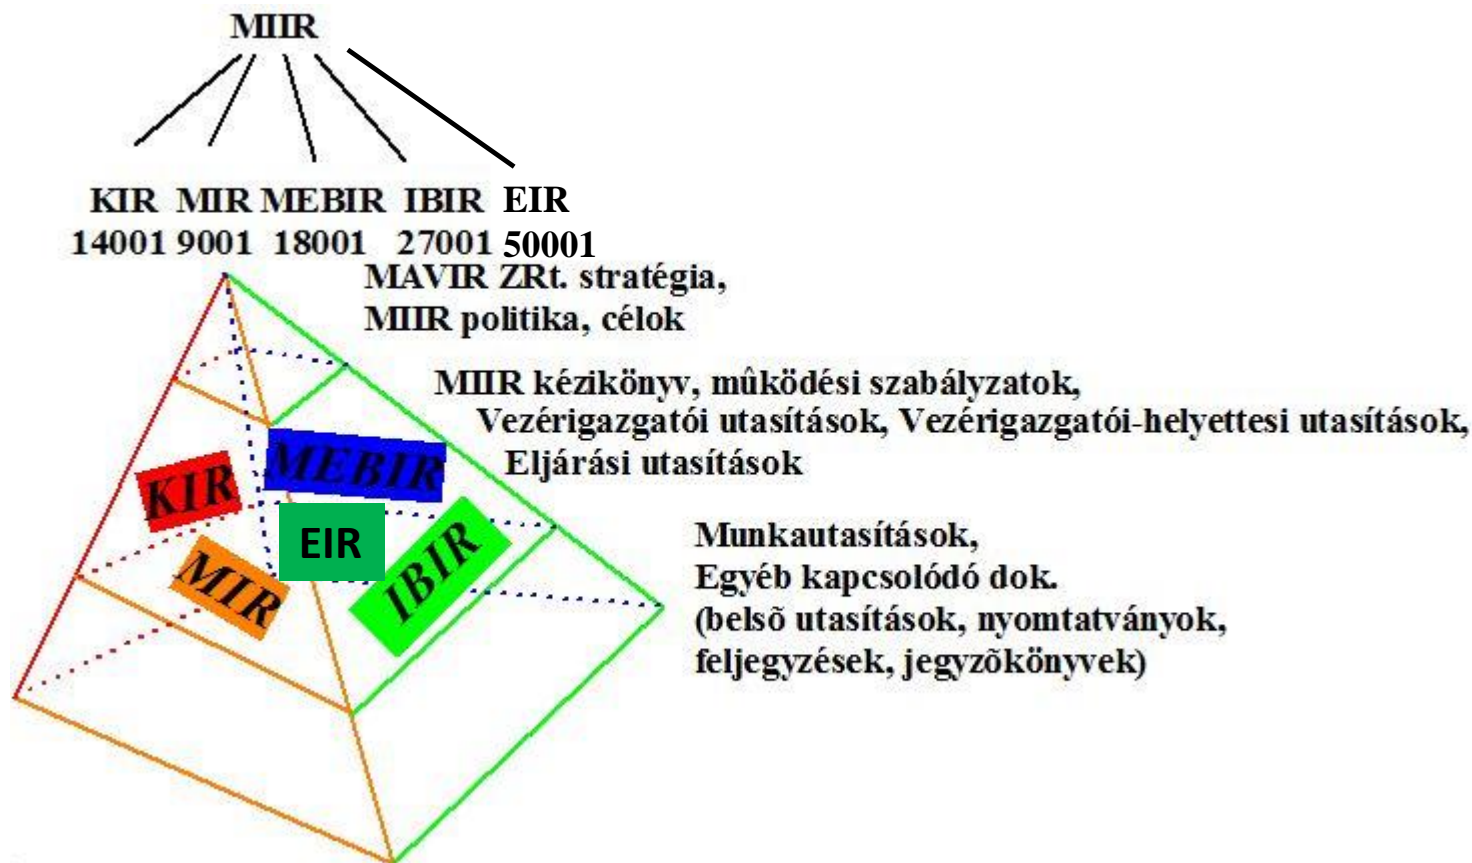 MIIR
KIR MIR MEBIR IBIR EIR
14001 9001 18001 27001 50001
MAVIR ZRt. stratégia,
MIIR politika, célok
MIIR kézikönyv, mûködési szabályzatok,
Vezérigazgatói utasítások, Vezérigazgatói-helyettesi utasítások,
Eljárási utasítások
MEBIR
KIR
EIR
MIR
IBIR
Munkautasítások,
Egyéb kapcsolódó dok.
(belsõ utasítások, nyomtatványok,
feljegyzések, jegyzõkönyvek)